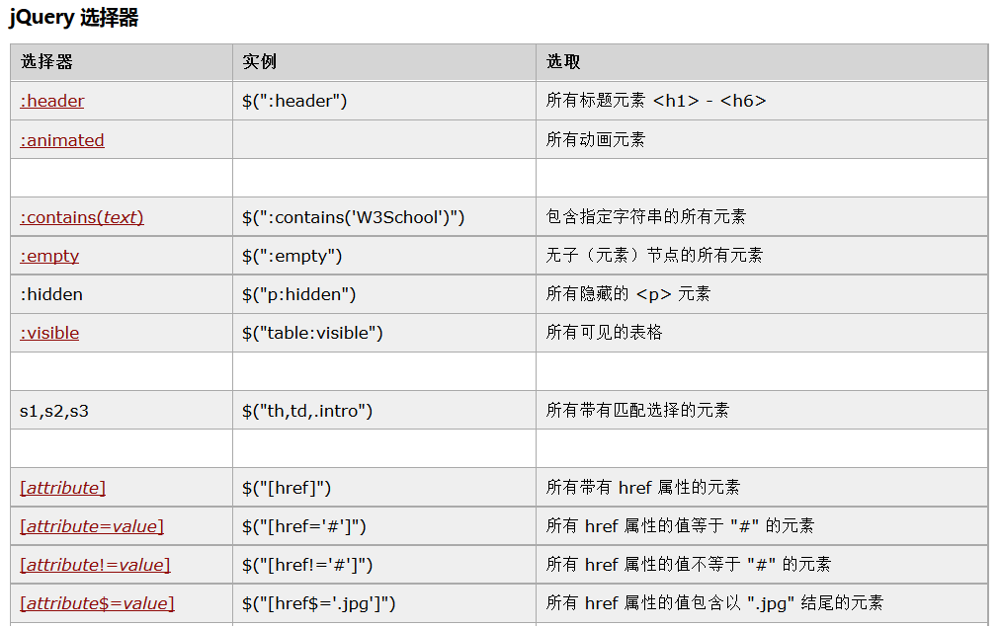 jQuery 选择器
选择器 实例 选取
:header $(":header") 所有标题元素 <h1> - <h6>
:animated 所有动画元素
:contains(text) $(":contains('W3School')") 包含指定字符串的所有元素
:empty $(":empty") 无子（元素）节点的所有元素
:hidden $("p:hidden") 所有隐藏的 <p> 元素
:visible $("table:visible") 所有可见的表格
s1,s2,s3 $("th,td,.intro") 所有带有匹配选择的元素
[attribute] $("[href]") 所有带有 href 属性的元素
[attribute=value] $("[href='#']") 所有 href 属性的值等于 "#" 的元素
[attribute!=value] $("[href!='#']") 所有 href 属性的值不等于 "#" 的元素
[attribute$=value] $("[href$='.jpg']") 所有 href 属性的值包含以 ".jpg" 结尾的元素